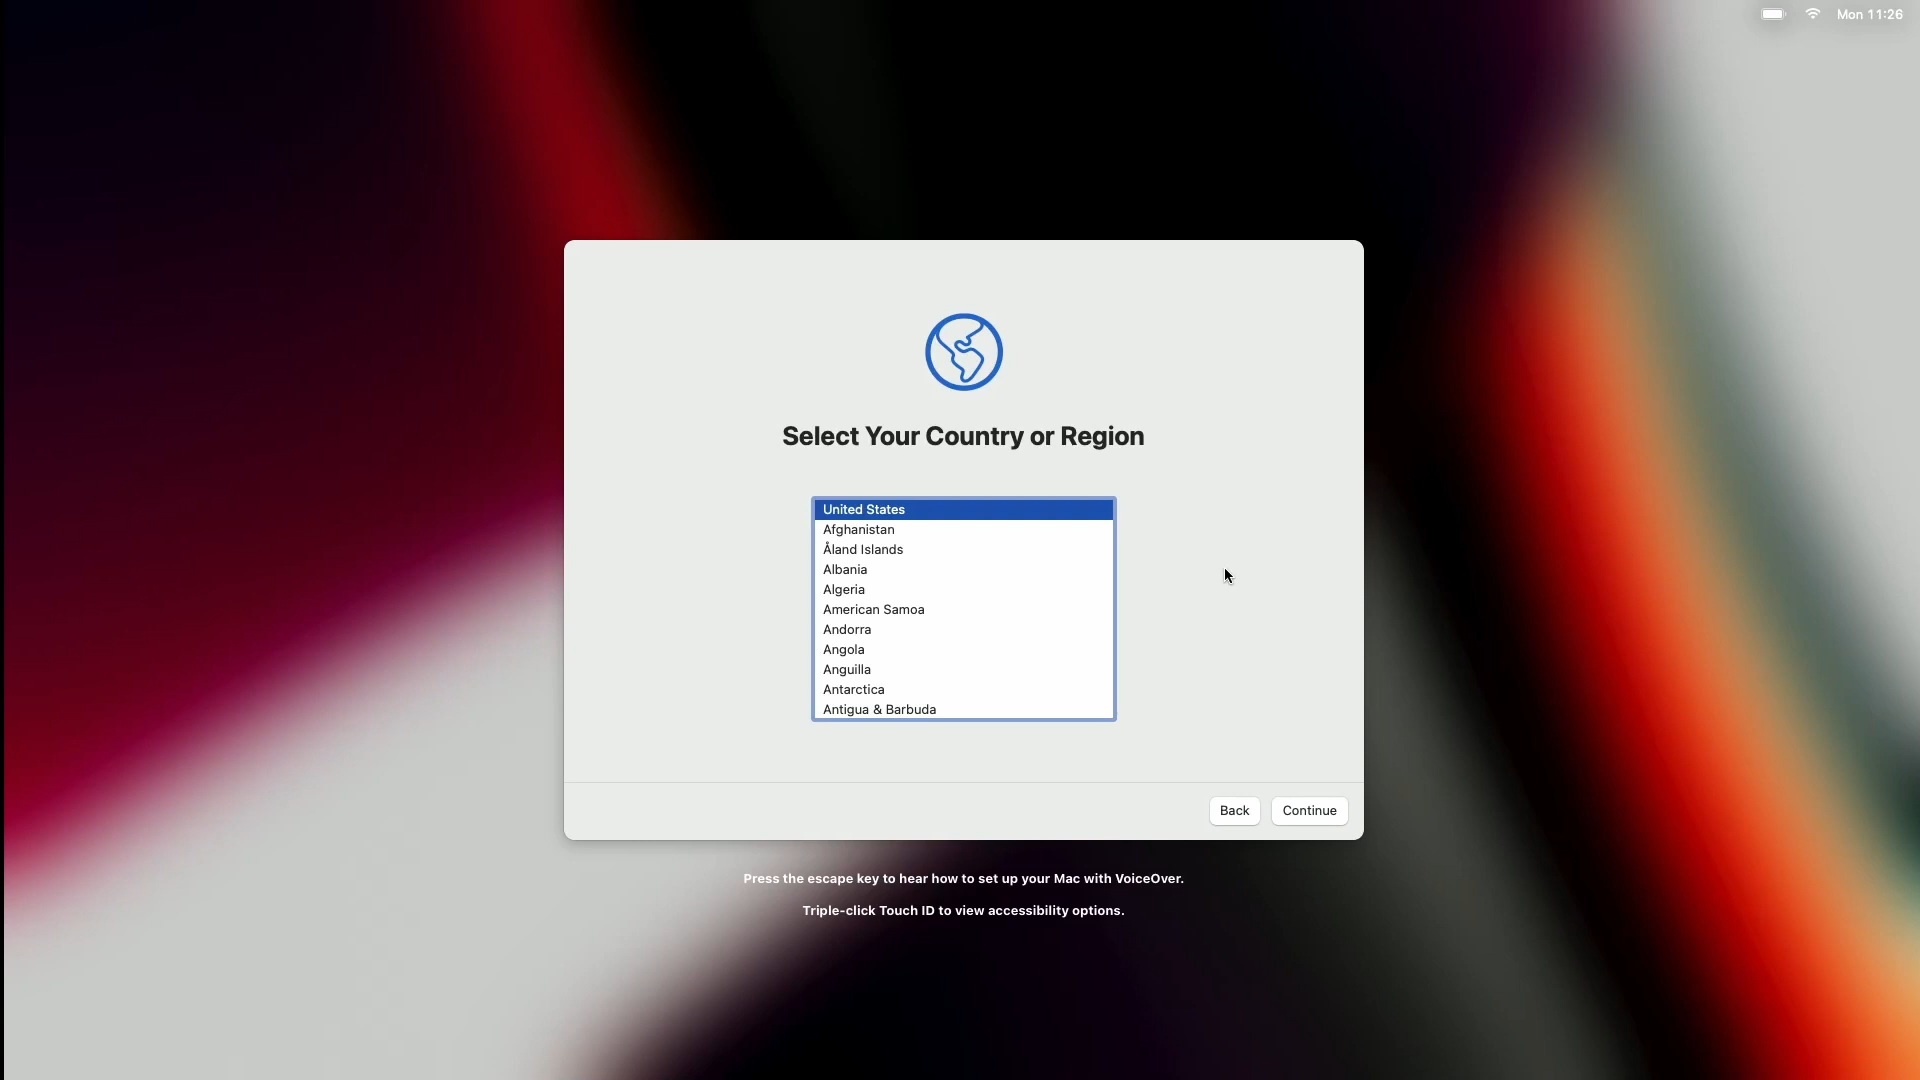 Mon 11:26
Select Your Country or Region
United States
Afghanistan
Åland Islands
Albania
Algeria
American Samoa
Andorra
Angola
Anguilla
Antarctica
Antigua & Barbuda
Back
Continue
Press the escape key to hear how to set up your Mac with VoiceOver.
Triple-click Touch ID to view accessibility options.